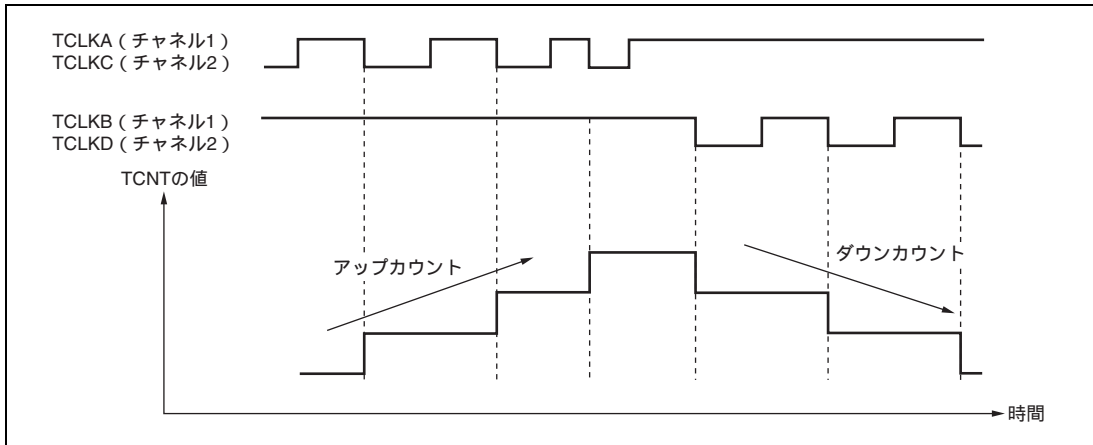 TCLKA（チャネル1）
TCLKC（チャネル2）
TCLKB（チャネル1）
TCLKD（チャネル2）
TCNTの値
アップカウント
ダウンカウント
時間